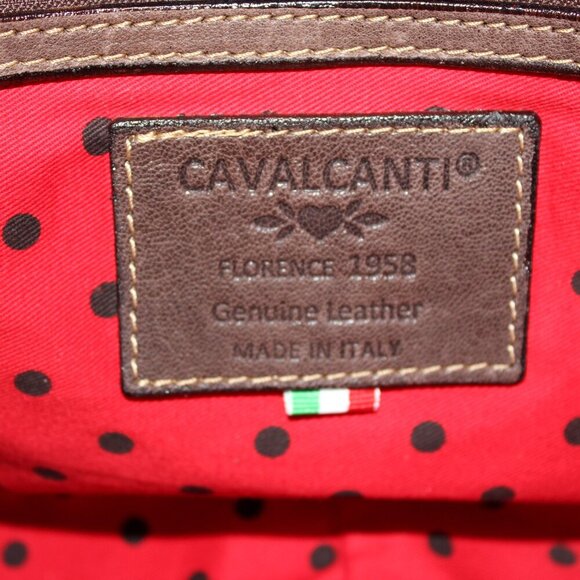 CAVALCANTI®
FLORENCE 1958
Genuine Leather
MADE IN ITALY